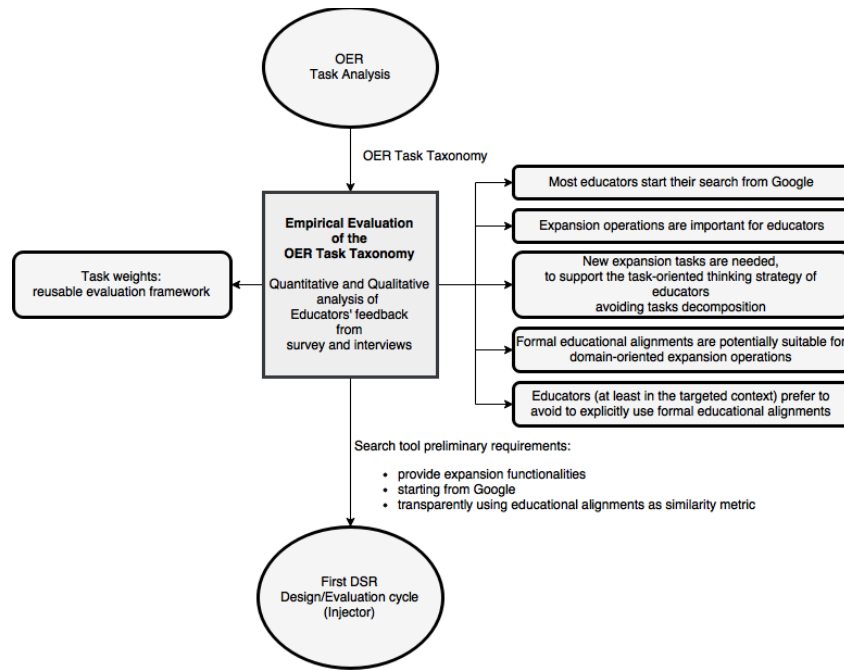 OER
Task Analysis
OER Task Taxonomy
Most educators start their search from Google
Expansion operations are important for educators
New expansion tasks are needed,
to support the task-oriented thinking strategy of
educators
avoiding tasks decomposition
Formal educational alignments are potentially suitable for
domain-oriented expansion operations
Educators (at least in the targeted context) prefer to
avoid to explicitly use formal educational alignments
Empirical Evaluation
of the
OER Task Taxonomy
Quantitative and Qualitative
analysis of
Educators' feedback
from
survey and interviews
Task weights:
reusable evaluation framework
Search tool preliminary requirements:
• provide expansion functionalities
• starting from Google
• transparently using educational alignments as similarity metric
First DSR
Design/Evaluation cycle
(Injector)